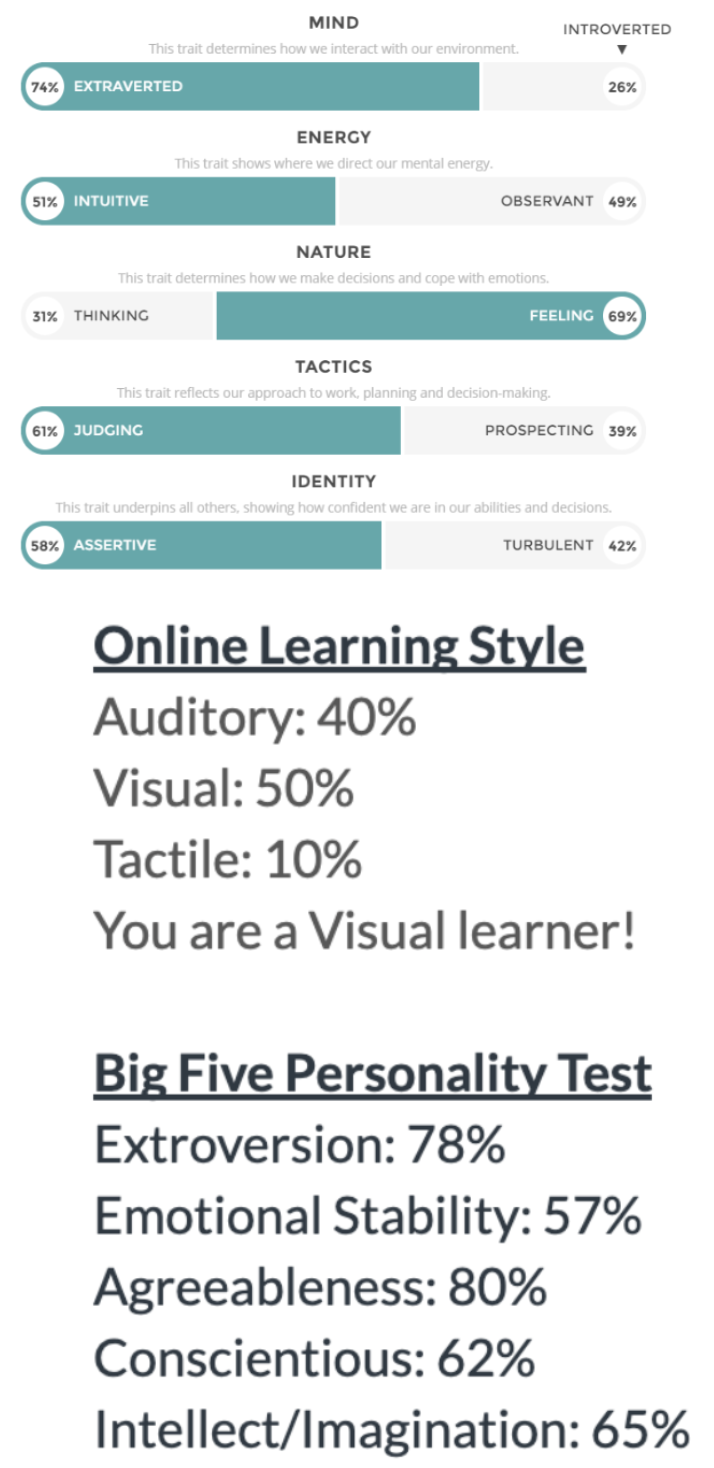 MIND
INTRODUCED
This trait determines how we interact with our environment.
74% EXTRAVERTED 26%
ENERGY
This trait shows where we direct our mental energy.
51% INTUITIVE OBSERVANT 49%
NATURE
This trait determines how we make decisions and cope with emotions.
31% THINKING FEELING 69%
TACTICS
This trait reflects our approach to work, planning and decision-making.
61% JUDGING PROSPECTING 39%
IDENTITY
This trait underpins all others, showing how confident we are in our abilities and decisions.
58% ASSERTIVE TURBULENT 42%
Online Learning Style
Auditory: 40%
Visual: 50%
Tactile: 10%
You are a Visual learner!
Big Five Personality Test
Extroversion: 78%
Emotional Stability: 57%
Agreeableness: 80%
Conscientious: 62%
Intellect/Imagination: 65%